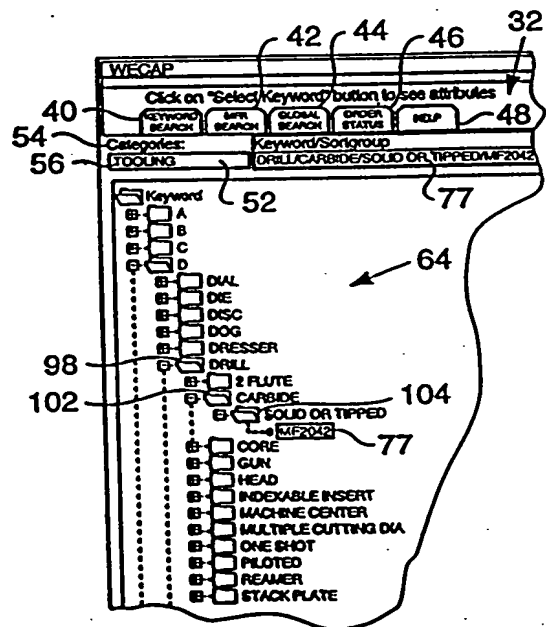 42 44 46 32
WECAP
Click on "Select Keyword" button to see attributes
40 KEYWORD SEARCH MFR SEARCH GLOBAL SEARCH ORDER STATUS HELP 48
54 Categories: Keyword/Sortgroup
56 TOOLING DRILL/CARBIDE/SOLID OR TIPPED/MF2042
52 77
Keyword
A
B
C
D
64
DIAL
DIE
DISC
DOG
DRESSER
98 DRILL
2 FLUTE
102 CARBIDE 104
SOLID OR TIPPED
MF2042 77
CORE
GUN
HEAD
INDEXABLE INSERT
MACHINE CENTER
MULTIPLE CUTTING DIA
ONE SHOT
PILOTED
REAMER
STACK PLATE